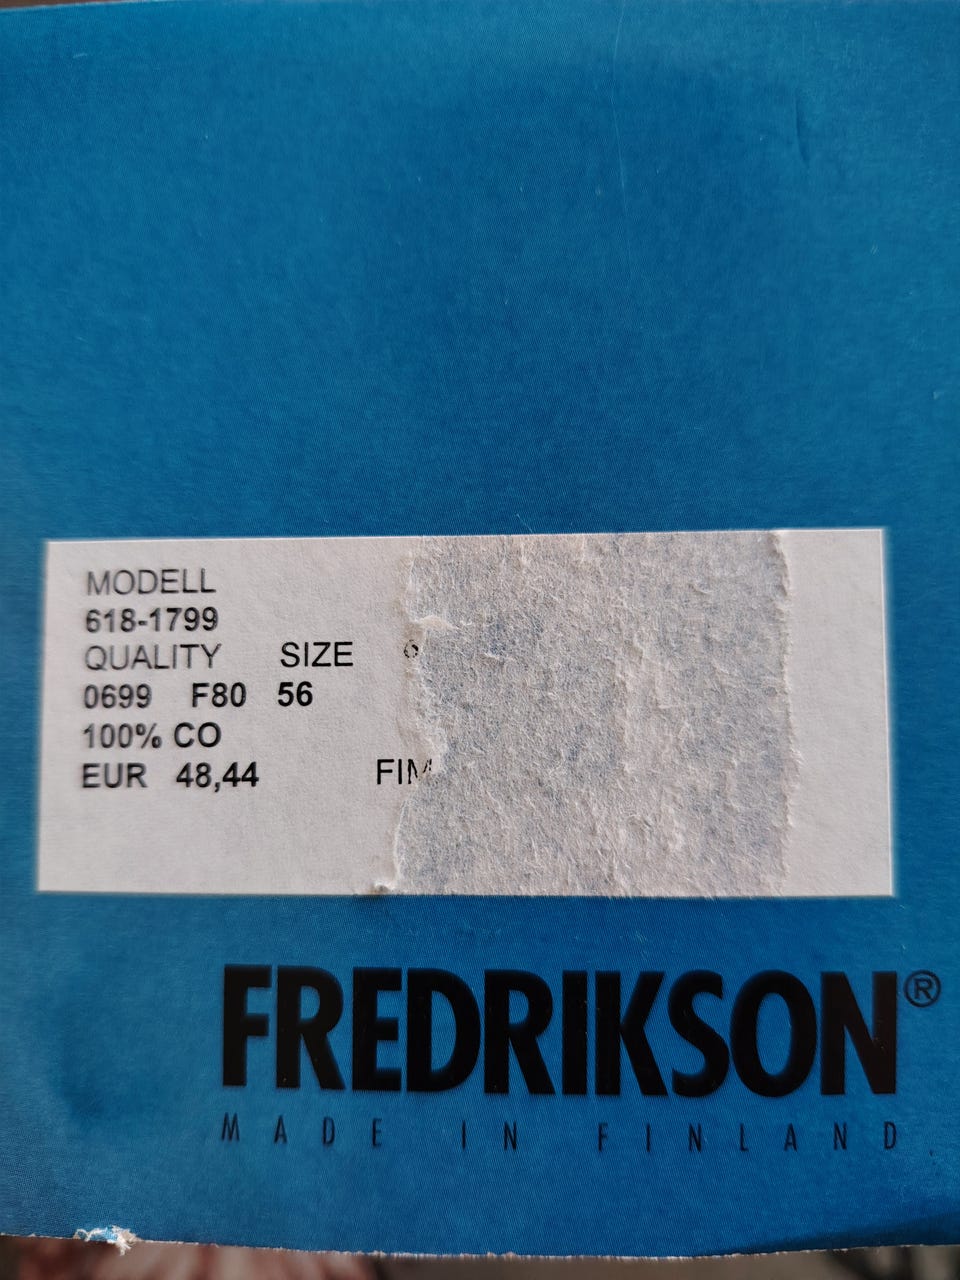 MODELL
618-1799
QUALITY SIZE
0699 F80 56
100% CO
EUR 48,44 FIM
FREDRIKSON®
MADE IN FINLAND